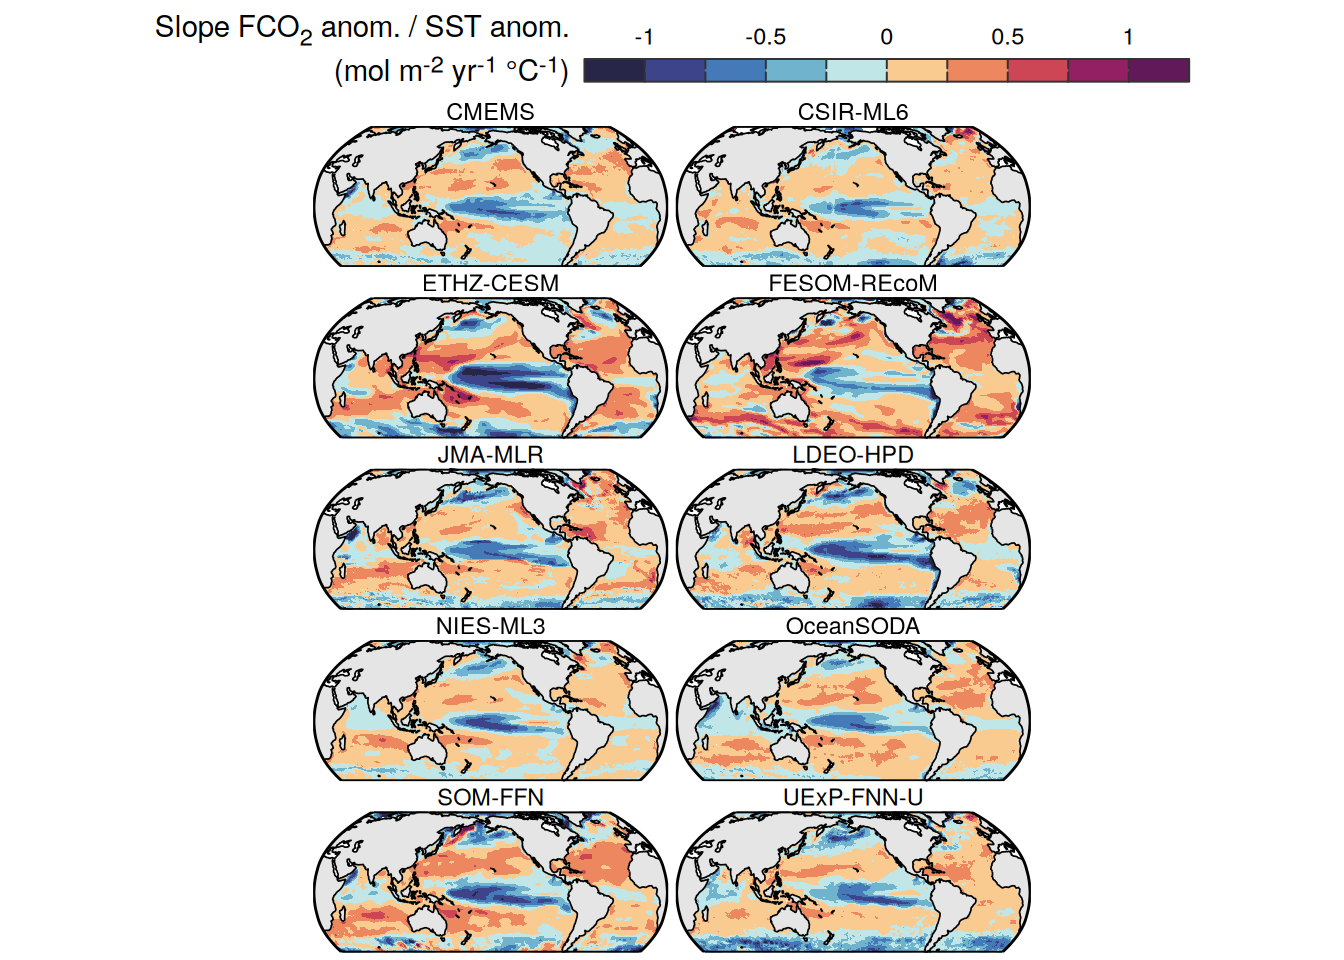 Slope FCO₂ anom. / SST anom.
(mol m⁻² yr⁻¹ °C⁻¹)
-1 -0.5 0 0.5 1
CMEMS CSIR-ML6
ETHZ-CESM FESOM-REcoM
JMA-MLR LDEO-HPD
NIES-ML3 OceanSODA
SOM-FFN UExP-FNN-U